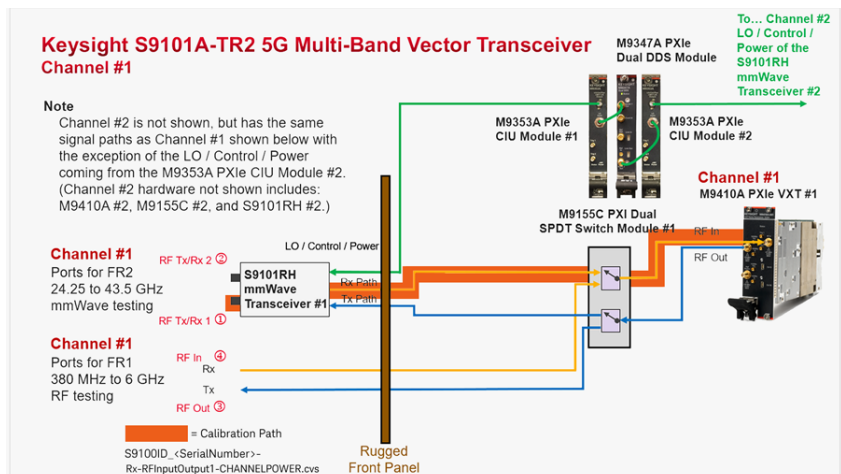 Keysight S9101A-TR2 5G Multi-Band Vector Transceiver
Channel #1
M9347A PXIe
Dual DDS Module
To… Channel #2
LO / Control /
Power of the
S9101RH
mmWave
Transceiver #2
Note
Channel #2 is not shown, but has the same
signal paths as Channel #1 shown below with
the exception of the LO / Control / Power
coming from the M9353A PXIe CIU Module #2.
(Channel #2 hardware not shown includes:
M9410A #2, M9155C #2, and S9101RH #2.)
M9353A PXIe
CIU Module #1
M9353A PXIe
CIU Module #2
Channel #1
M9410A PXIe VXT #1
M9155C PXI Dual
SPDT Switch Module #1
RF In
RF Out
LO / Control / Power
Channel #1
Ports for FR2
24.25 to 43.5 GHz
mmWave testing
RF Tx/Rx 2 ②
S9101RH
mmWave
Transceiver #1
Rx Path
Tx Path
RF Tx/Rx 1 ①
Channel #1
Ports for FR1
380 MHz to 6 GHz
RF testing
RF In ④
Rx
Tx
RF Out ③
= Calibration Path
S9100ID_<SerialNumber>-
Rx-RFInputOutput1-CHANNELPOWER.cvs
Rugged
Front Panel